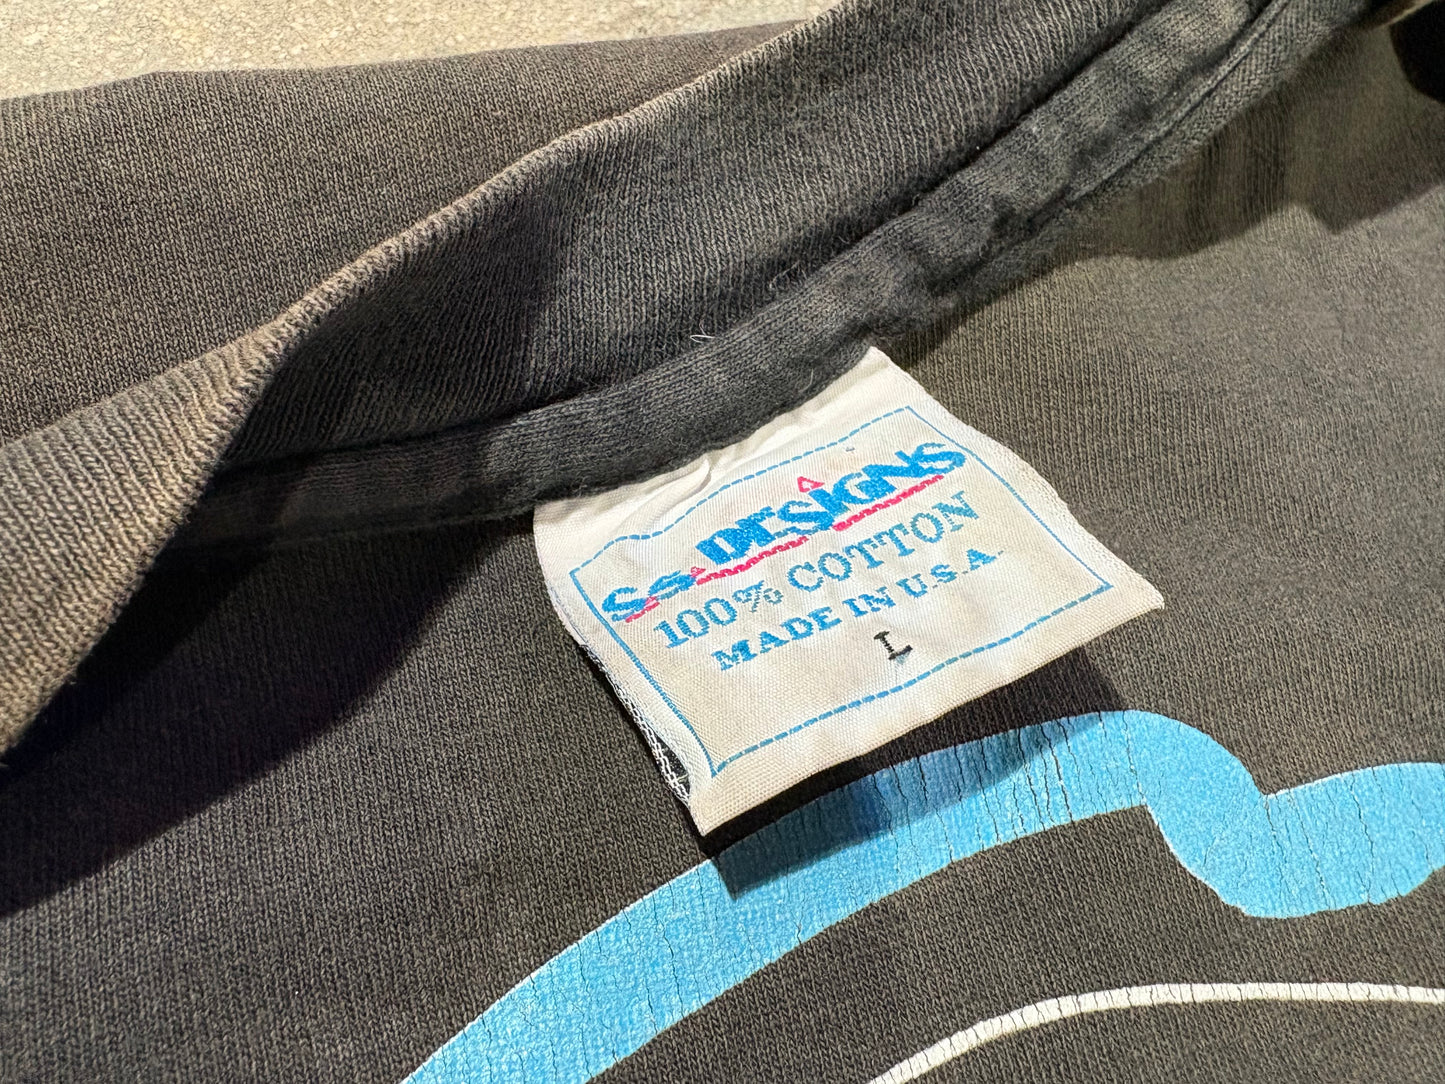 S.S. DESiGNS
100% COTTON
MADE IN U.S.A.
L